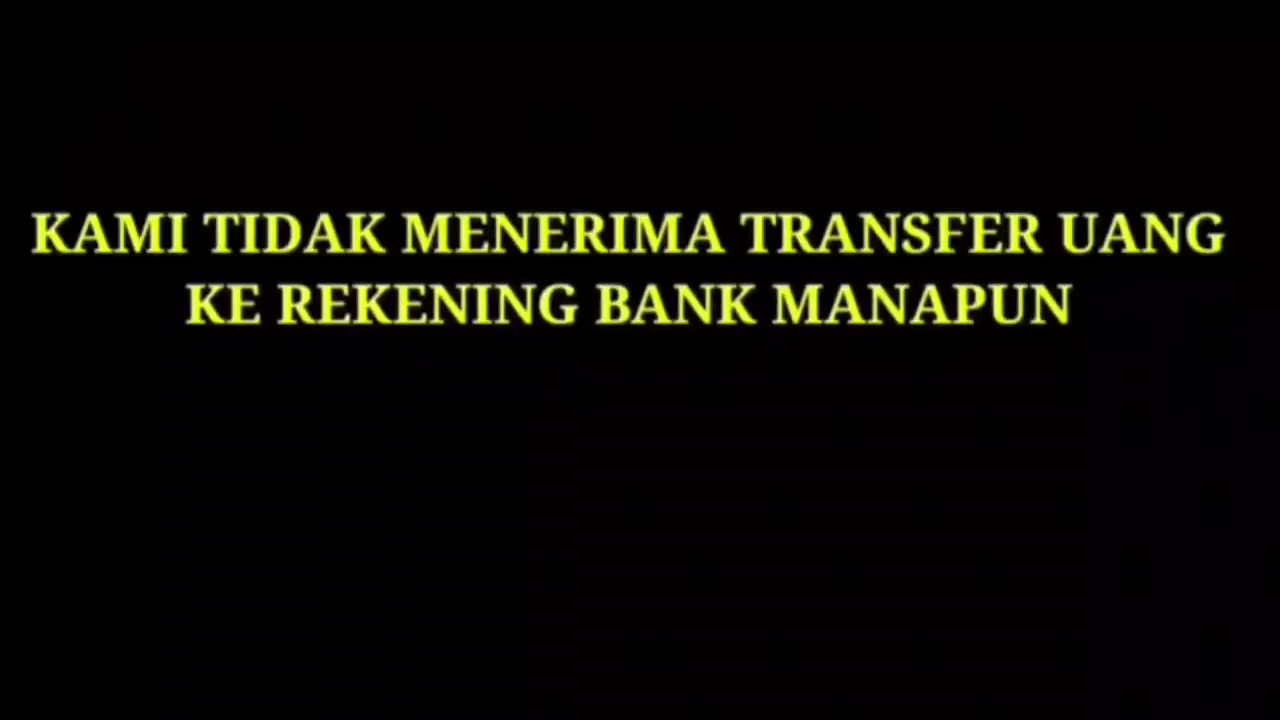 KAMI TIDAK MENERIMA TRANSFER UANG
KE REKENING BANK MANAPUN